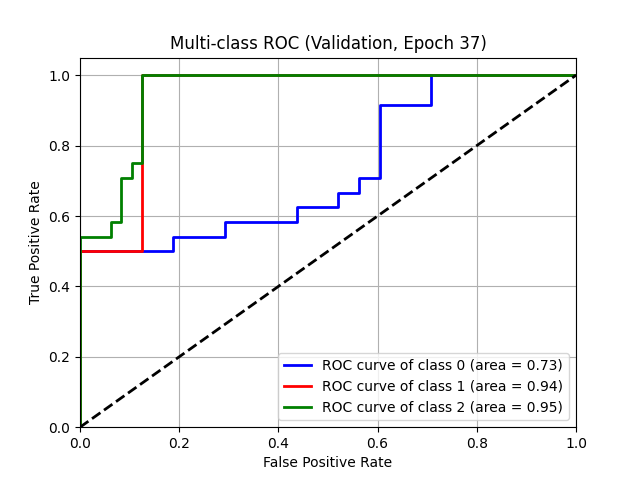 Multi-class ROC (Validation, Epoch 37)
True Positive Rate
1.0
0.8
0.6
0.4
0.2
0.0
ROC curve of class 0 (area = 0.73)
ROC curve of class 1 (area = 0.94)
ROC curve of class 2 (area = 0.95)
0.0 0.2 0.4 0.6 0.8 1.0
False Positive Rate